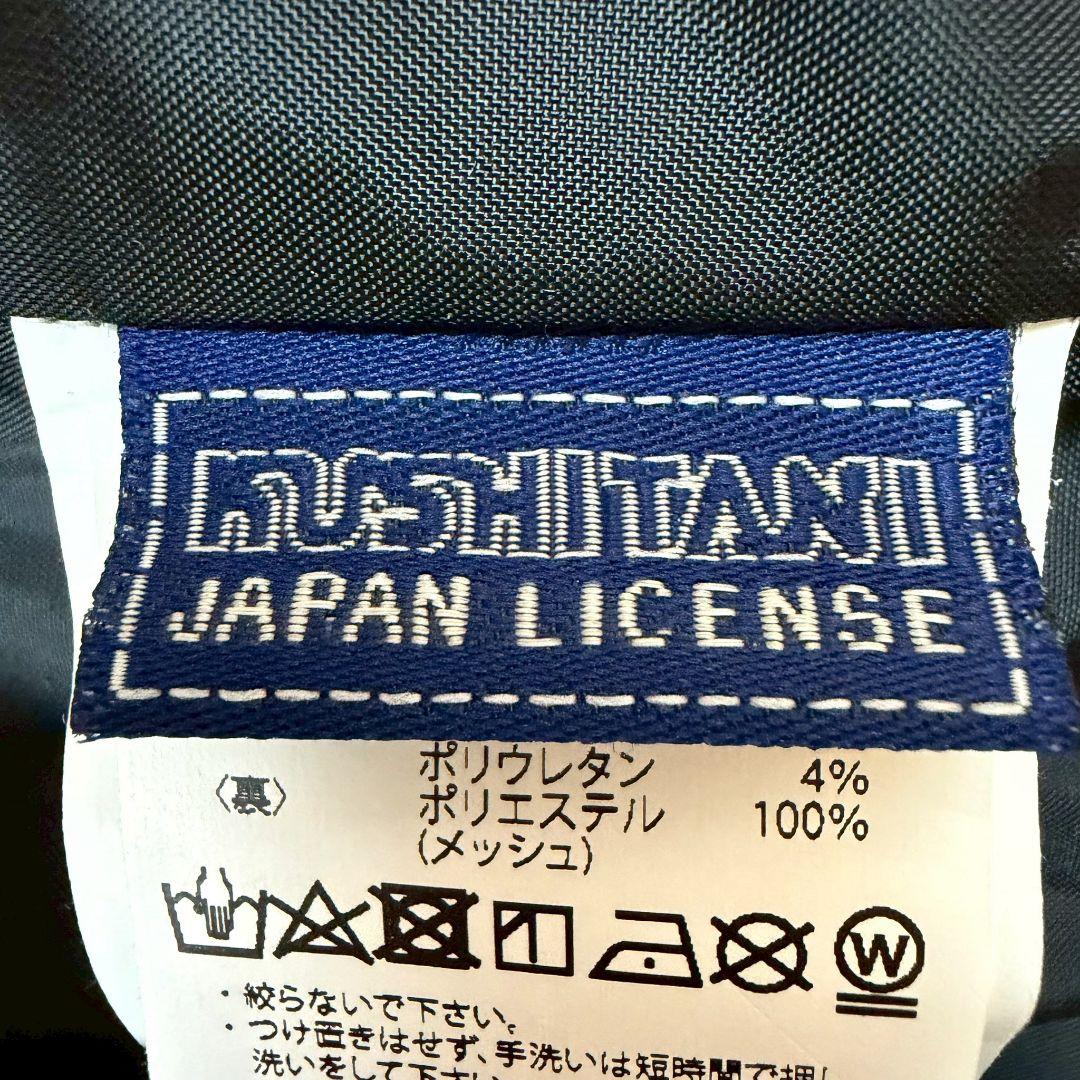 KUSHITANI
JAPAN LICENSE
ポリウレタン 4%
〈裏〉 ポリエステル 100%
(メッシュ)
W
・絞らないで下さい。
・つけ置きはせず、手洗いは短時間で押し
洗いをして下さい。